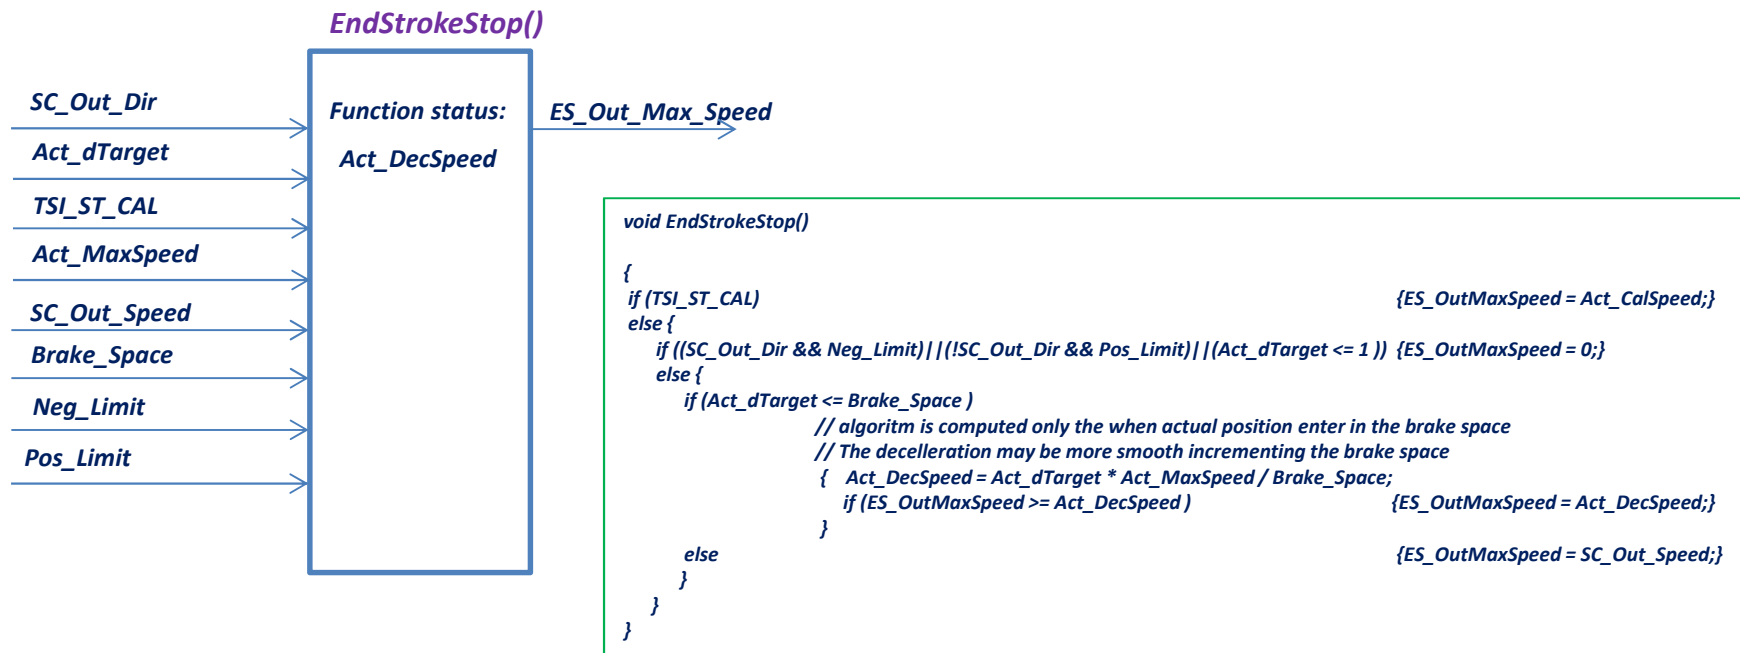 EndStrokeStop()
SC_Out_Dir
Act_dTarget
TSI_ST_CAL
Act_MaxSpeed
SC_Out_Speed
Brake_Space
Neg_Limit
Pos_Limit
Function status:
Act_DecSpeed
ES_Out_Max_Speed
void EndStrokeStop()
{
if (TSI_ST_CAL) {ES_OutMaxSpeed = Act_CalSpeed;}
else {
if ((SC_Out_Dir && Neg_Limit)||(!SC_Out_Dir && Pos_Limit)||(Act_dTarget <= 1 )) {ES_OutMaxSpeed = 0;}
else {
if (Act_dTarget <= Brake_Space )
// algoritm is computed only the when actual position enter in the brake space
// The decelleration may be more smooth incrementing the brake space
{ Act_DecSpeed = Act_dTarget * Act_MaxSpeed / Brake_Space;
if (ES_OutMaxSpeed >= Act_DecSpeed ) {ES_OutMaxSpeed = Act_DecSpeed;}
}
else {ES_OutMaxSpeed = SC_Out_Speed;}
}
}
}